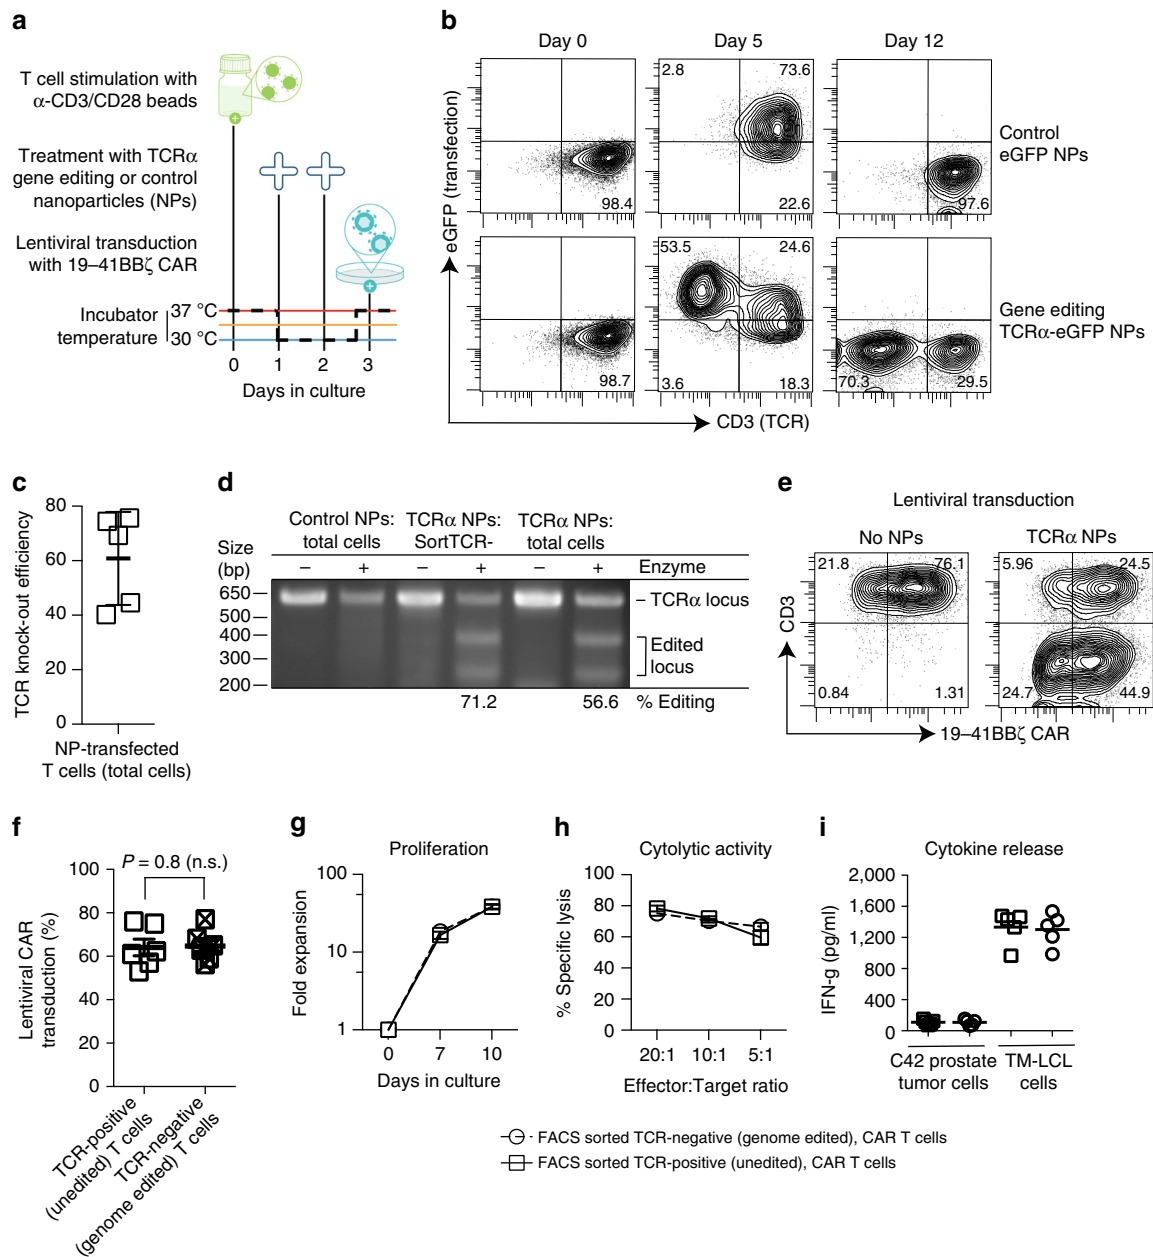 a
T cell stimulation with
α-CD3/CD28 beads
Treatment with TCRα
gene editing or control
nanoparticles (NPs)
Lentiviral transduction
with 19–41BBζ CAR
Incubator
temperature
37 °C
30 °C
0 1 2 3
Days in culture
b
Day 0 Day 5 Day 12
eGFP (transfection)
98.4
2.8 73.6
22.6
97.6
Control
eGFP NPs
98.7
53.5 24.6
3.6 18.3
70.3 29.5
Gene editing
TCRα-eGFP NPs
CD3 (TCR)
c
TCR knock-out efficiency
80
60
40
20
0
NP-transfected
T cells (total cells)
d
Control NPs:
total cells
TCRα NPs:
SortTCR-
TCRα NPs:
total cells
Size
(bp)
– + – + – + Enzyme
650
500
400
300
200
– TCRα locus
Edited
locus
71.2 56.6 % Editing
e
Lentiviral transduction
No NPs TCRα NPs
CD3
21.8 76.1
0.84 1.31
5.96 24.5
24.7 44.9
19–41BBζ CAR
f
P = 0.8 (n.s.)
Lentiviral CAR
transduction (%)
100
80
60
40
20
0
TCR-positive
(unedited) T cells
TCR-negative
(genome edited) T cells
g
Proliferation
Fold expansion
100
10
1
0 7 10
Days in culture
h
Cytolytic activity
% Specific lysis
100
80
60
40
20
0
20:1 10:1 5:1
Effector:Target ratio
i
Cytokine release
IFN-g (pg/ml)
2,000
1,600
1,200
800
400
0
C42 prostate
tumor cells
TM-LCL
cells
FACS sorted TCR-negative (genome edited), CAR T cells
FACS sorted TCR-positive (unedited), CAR T cells